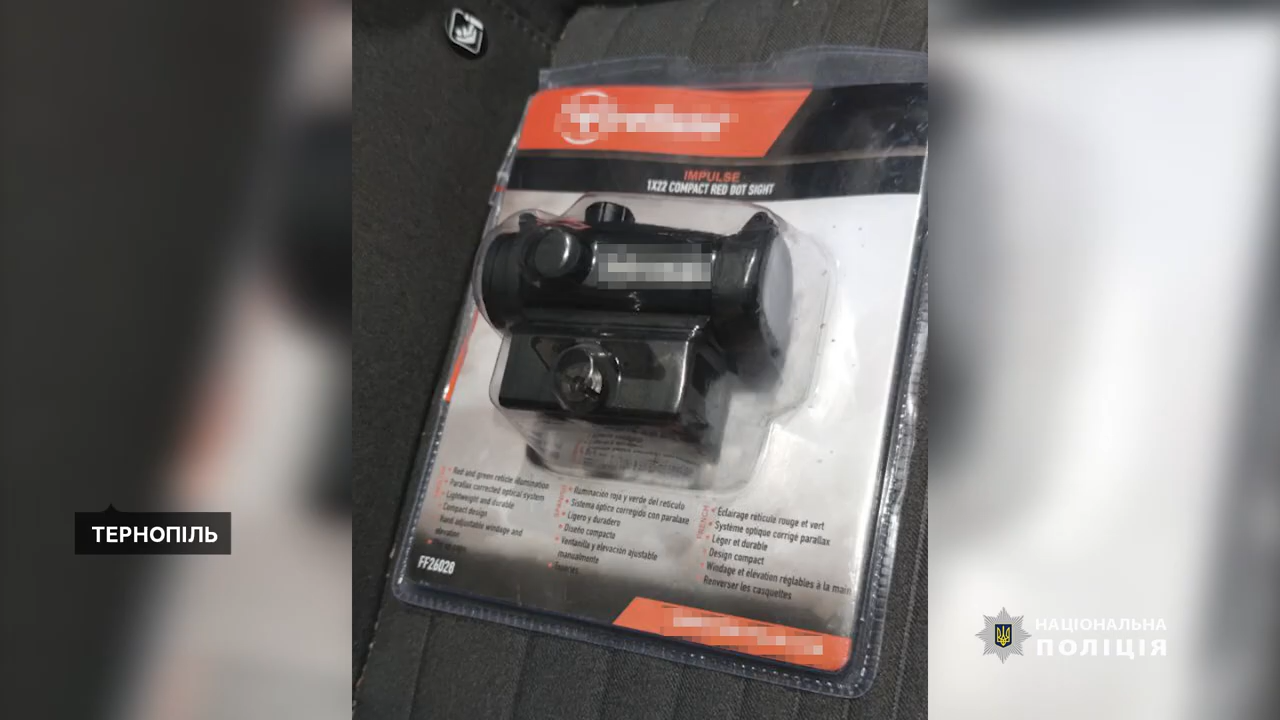 IMPULSE
1X22 COMPACT RED DOT SIGHT
Red and green reticle illumination
Parallax corrected optical system
Lightweight and durable
Compact design
Hand adjustable windage and
elevation
FF26028
Iluminación roja y verde del retículo
Sistema óptico corregido con paralaxe
Ligero y duradero
Diseño compacto
Ventanilla y elevación ajustable
manualmente
FRENCH
Éclairage réticule rouge et vert
Système optique corrigé parallax
Léger et durable
Design compact
Windage et élévation réglables à la main
Renverser les casquettes
ТЕРНОПІЛЬ
НАЦІОНАЛЬНА
ПОЛІЦІЯ